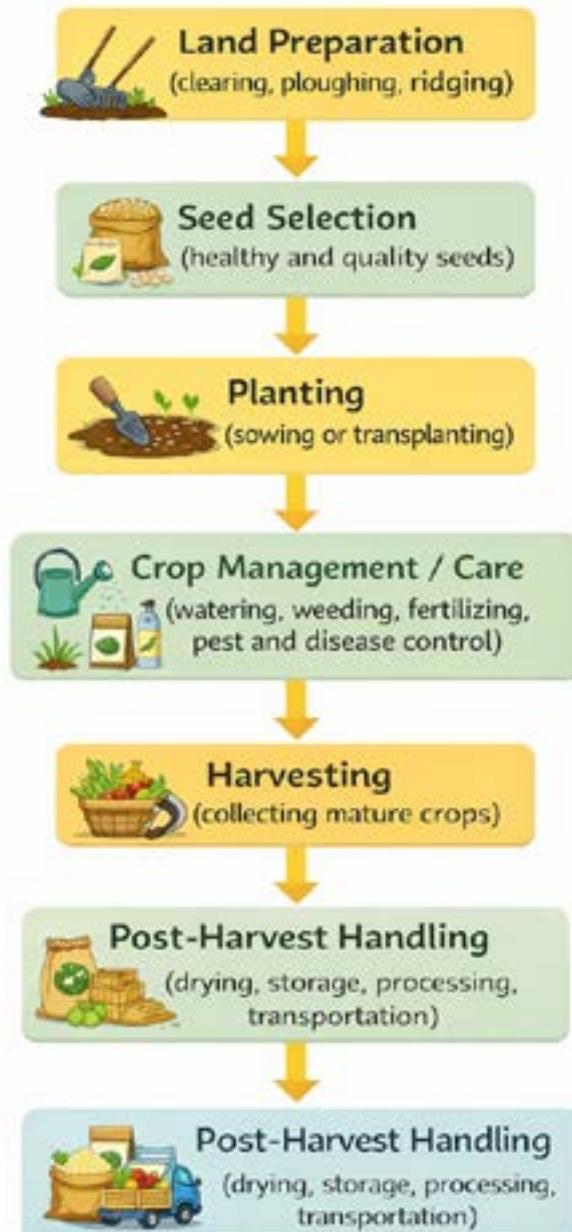 Land Preparation
(clearing, ploughing, ridging)
Seed Selection
(healthy and quality seeds)
Planting
(sowing or transplanting)
Crop Management / Care
(watering, weeding, fertilizing,
pest and disease control)
Harvesting
(collecting mature crops)
Post-Harvest Handling
(drying, storage, processing,
transportation)
Post-Harvest Handling
(drying, storage, processing,
transportation)